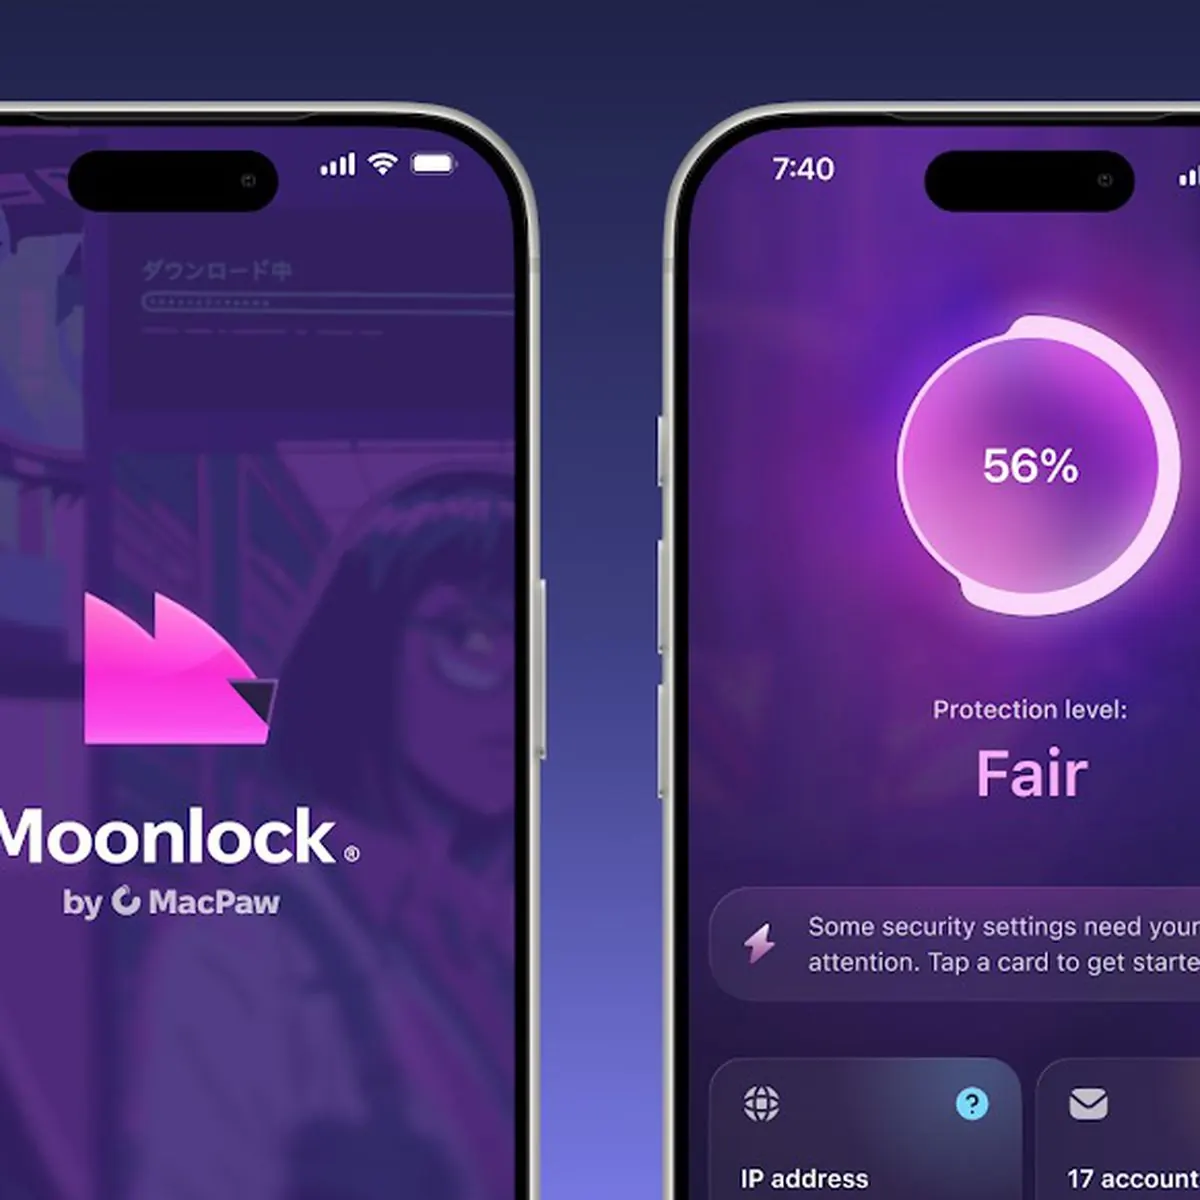 ダウンロード中
Moonlock®
by MacPaw
7:40
56%
Protection level:
Fair
Some security settings need your
attention. Tap a card to get starte
?
IP address
17 account